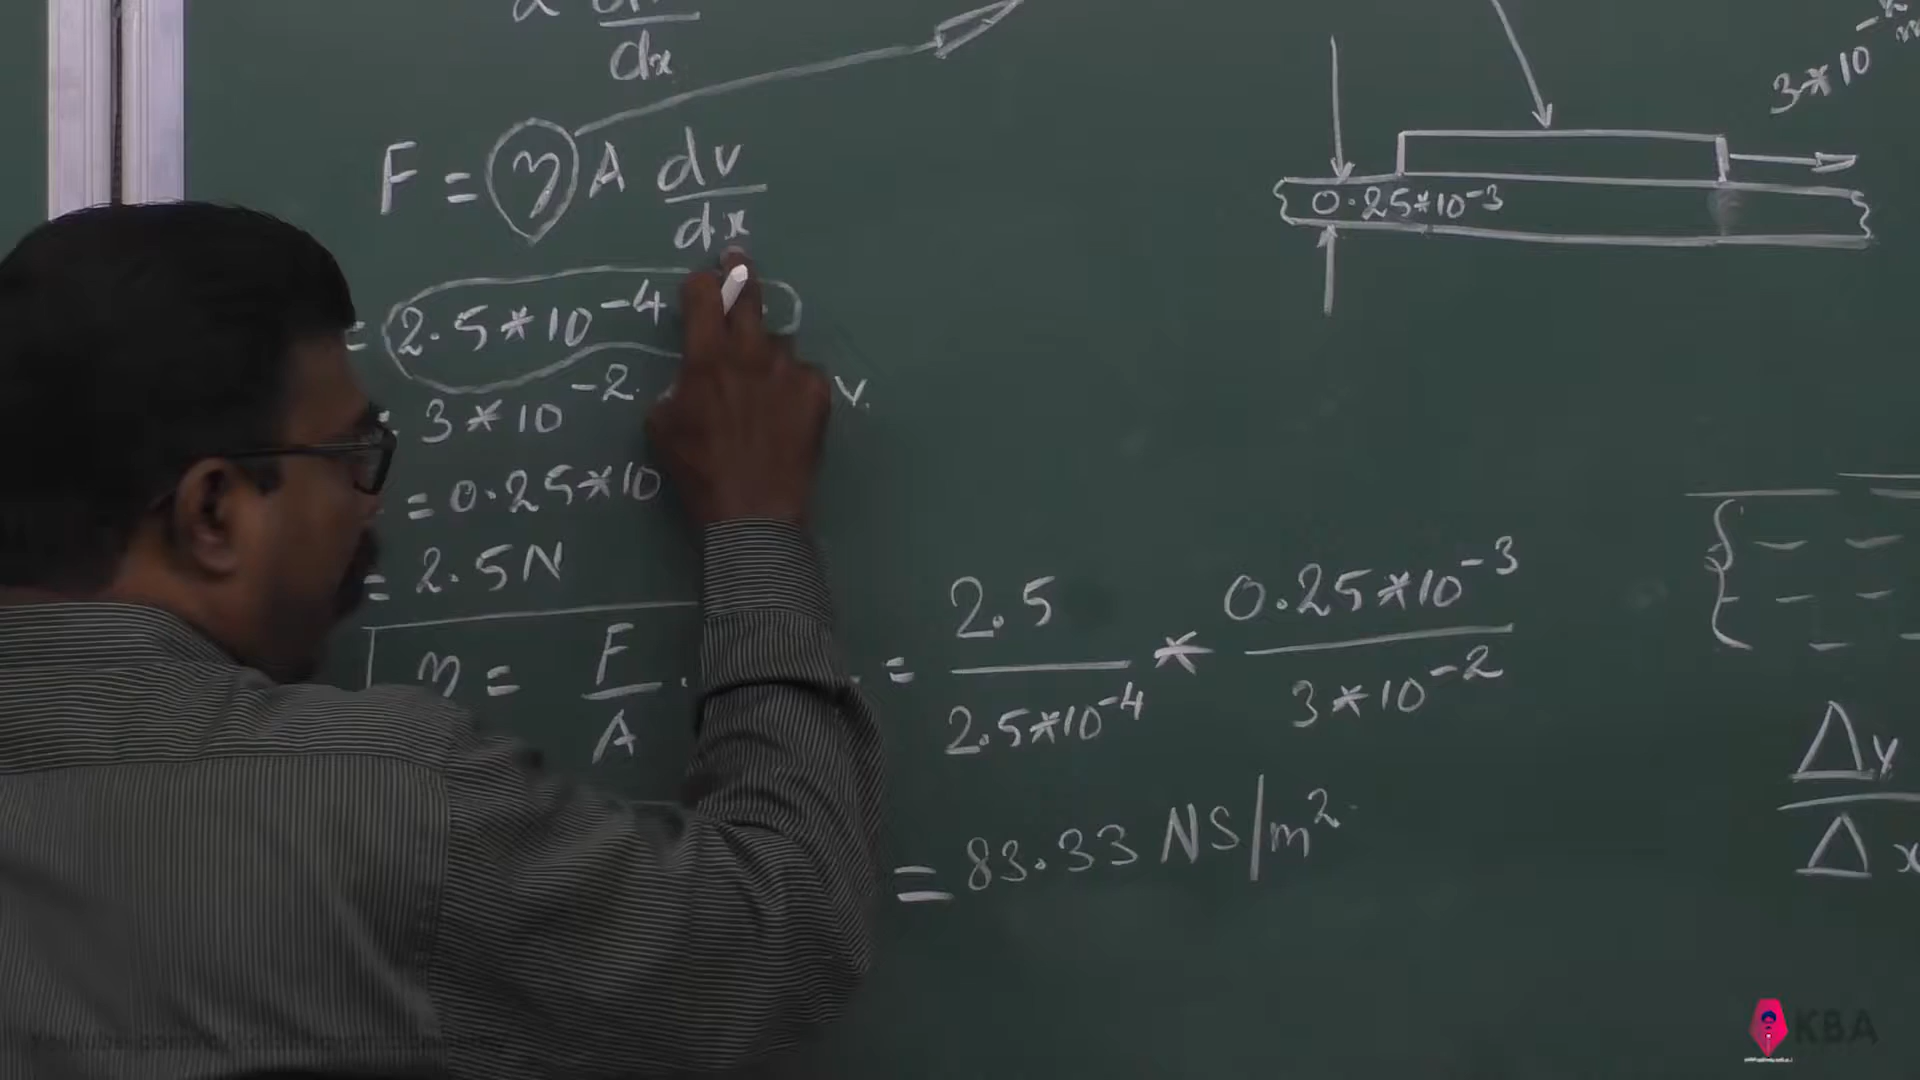 dx
F = η A dv
dx
= 2.5*10^-4
= 3*10^-2
v.
= 0.25*10
= 2.5N
η = F
A
= 2.5 * 0.25*10^-3
2.5*10^-4 3*10^-2
= 83.33 NS/m²
3*10
0.25*10^-3
Δv
Δx
KBA